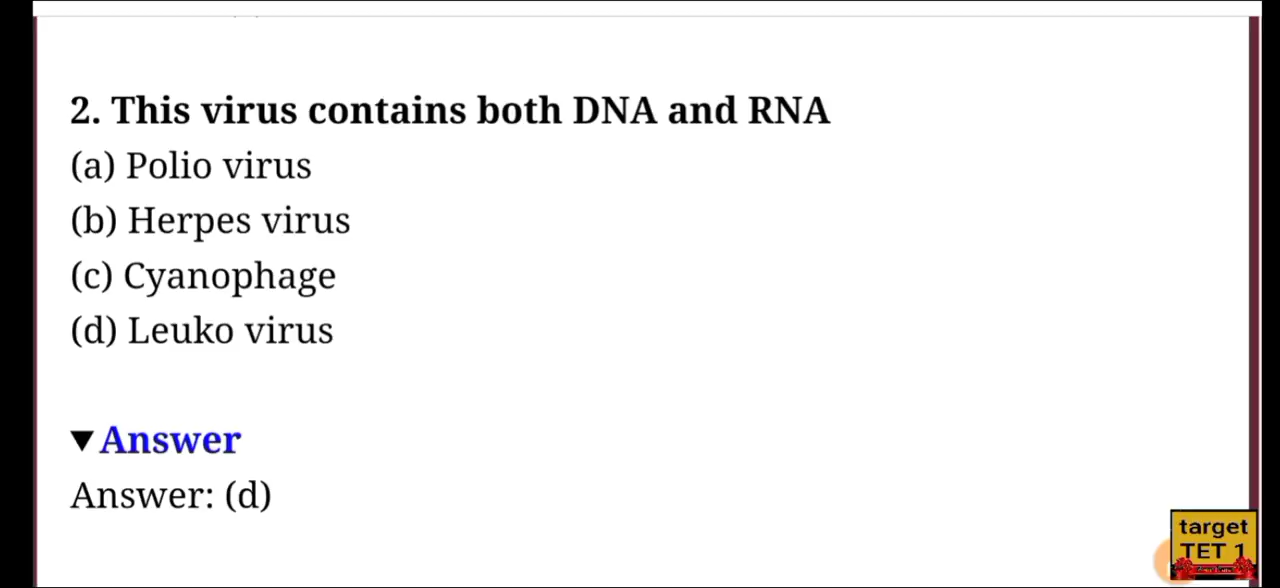 2. This virus contains both DNA and RNA
(a) Polio virus
(b) Herpes virus
(c) Cyanophage
(d) Leuko virus
▼ Answer
Answer: (d)
target
TET 1